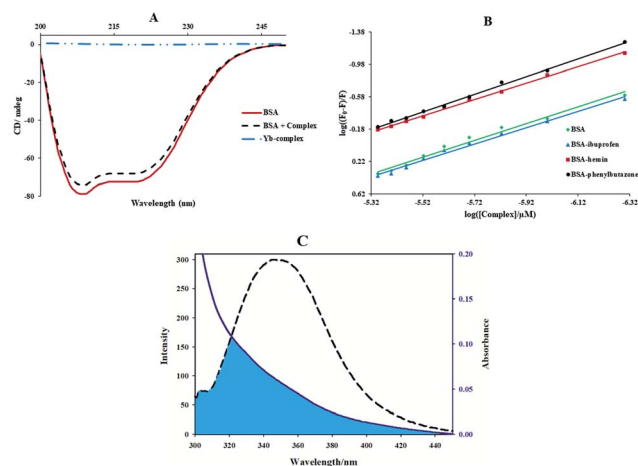 A
200 215 230 245
0
-20
-40
-60
-80
CD/ mdeg
BSA
BSA + Complex
Yb-complex
Wavelength (nm)
B
-1.38
-0.98
-0.58
-0.18
0.22
0.62
log((F₀-F)/F)
BSA
BSA-ibuprofen
BSA-hemin
BSA-phenylbutazone
-5.32 -5.52 -5.72 -5.92 -6.12 -6.32
log([Complex]/µM)
C
300
250
200
150
100
50
0
Intensity
0.20
0.15
0.10
0.05
0.00
Absorbance
300 320 340 360 380 400 420 440
Wavelength/nm